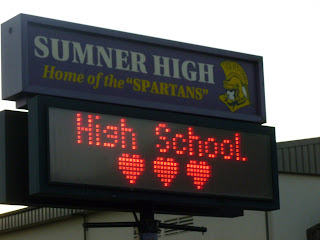 SUMNER HIGH
Home of the "SPARTANS"
High School